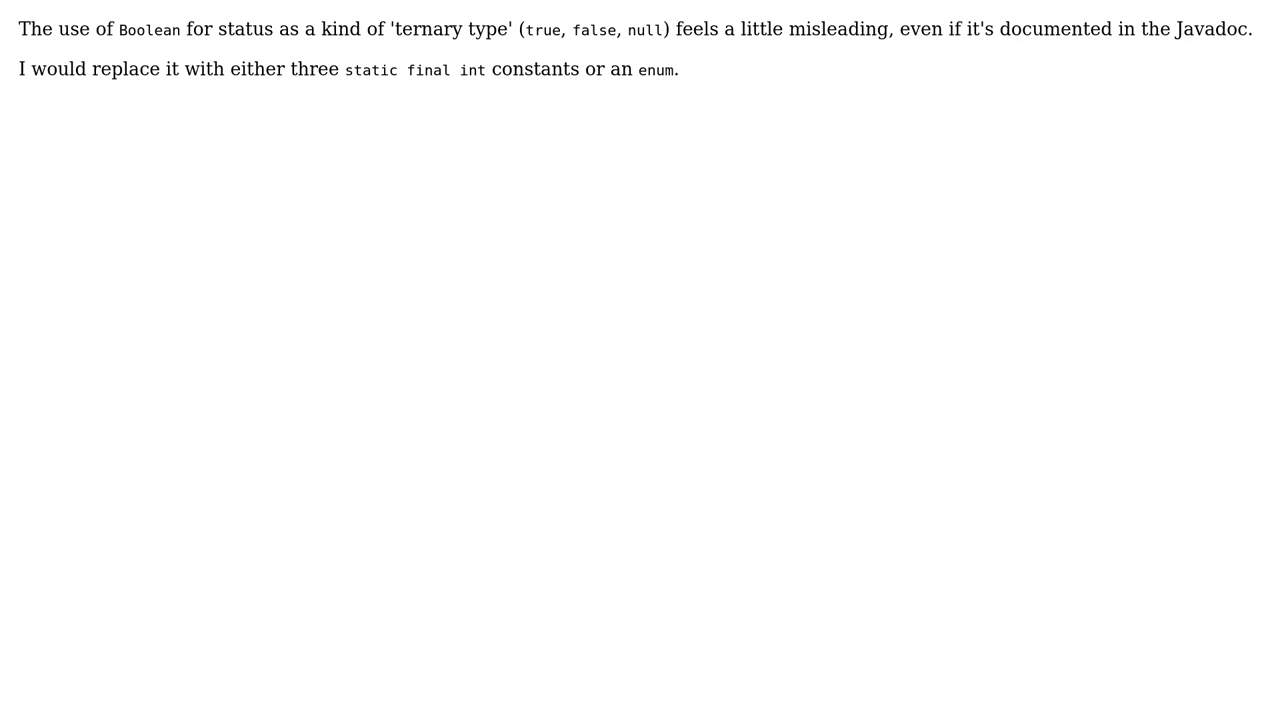 The use of Boolean for status as a kind of 'ternary type' (true, false, null) feels a little misleading, even if it's documented in the Javadoc.
I would replace it with either three static final int constants or an enum.